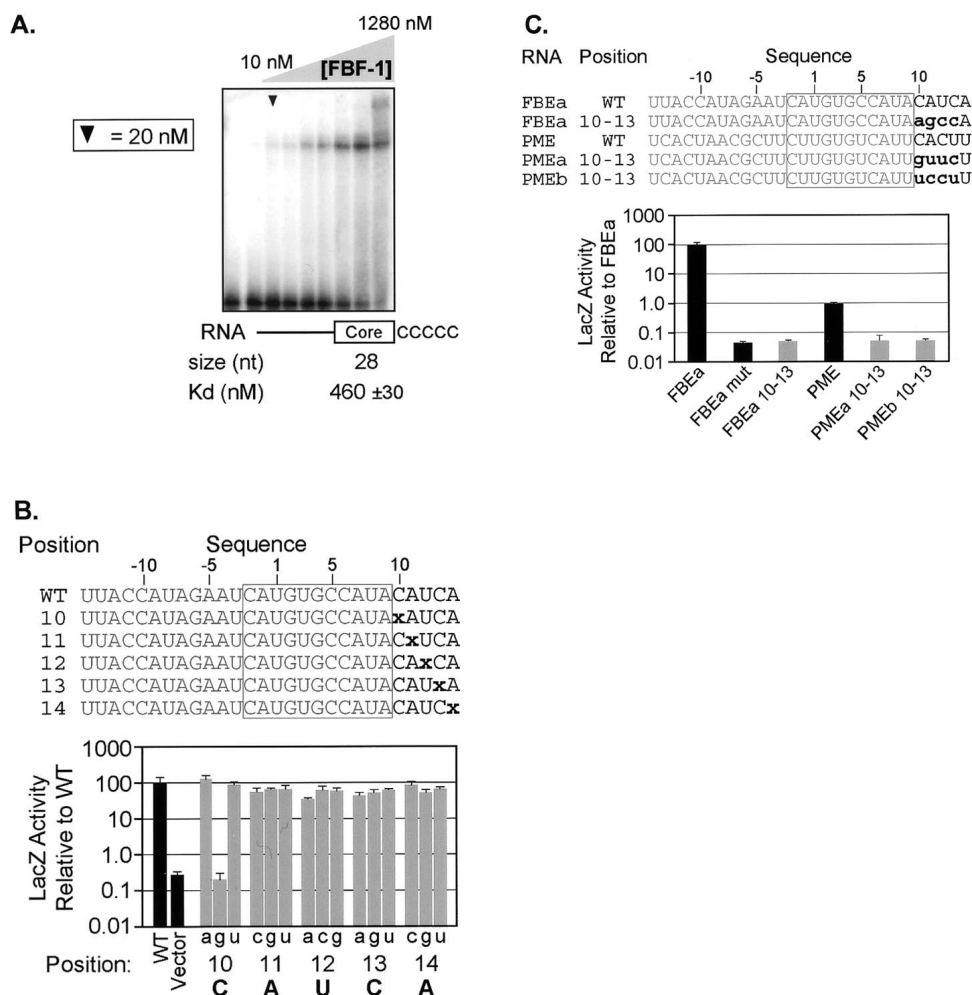 A.
1280 nM
10 nM
[FBF-1]
▼ = 20 nM
RNA Core CCCCC
size (nt) 28
Kd (nM) 460 ±30
B.
Position Sequence
-10 -5 1 5 10
WT UUACCAUAGAAUCAUGUGCCAUACAUCA
10 UUACCAUAGAAUCAUGUGCCAUAxAUCA
11 UUACCAUAGAAUCAUGUGCCAUACxUCA
12 UUACCAUAGAAUCAUGUGCCAUACAxCA
13 UUACCAUAGAAUCAUGUGCCAUACAUxA
14 UUACCAUAGAAUCAUGUGCCAUACAUCx
LacZ Activity
Relative to WT
1000
100
10
1.0
0.1
0.01
WT Vector a g u c g u a c g a g u c g u
Position: 10 11 12 13 14
C A U C A
C.
RNA Position Sequence
-10 -5 1 5 10
FBEa WT UUACCAUAGAAUCAUGUGCCAUACAUCA
FBEa 10-13 UUACCAUAGAAUCAUGUGCCAUAagccA
PME WT UCACUAACGCUUCUUGUGUCAUUCACUU
PMEa 10-13 UCACUAACGCUUCUUGUGUCAUUguucU
PMEb 10-13 UCACUAACGCUUCUUGUGUCAUUuccuU
LacZ Activity
Relative to FBEa
1000
100
10
1.0
0.1
0.01
FBEa FBEa mut FBEa 10-13 PME PMEa 10-13 PMEb 10-13